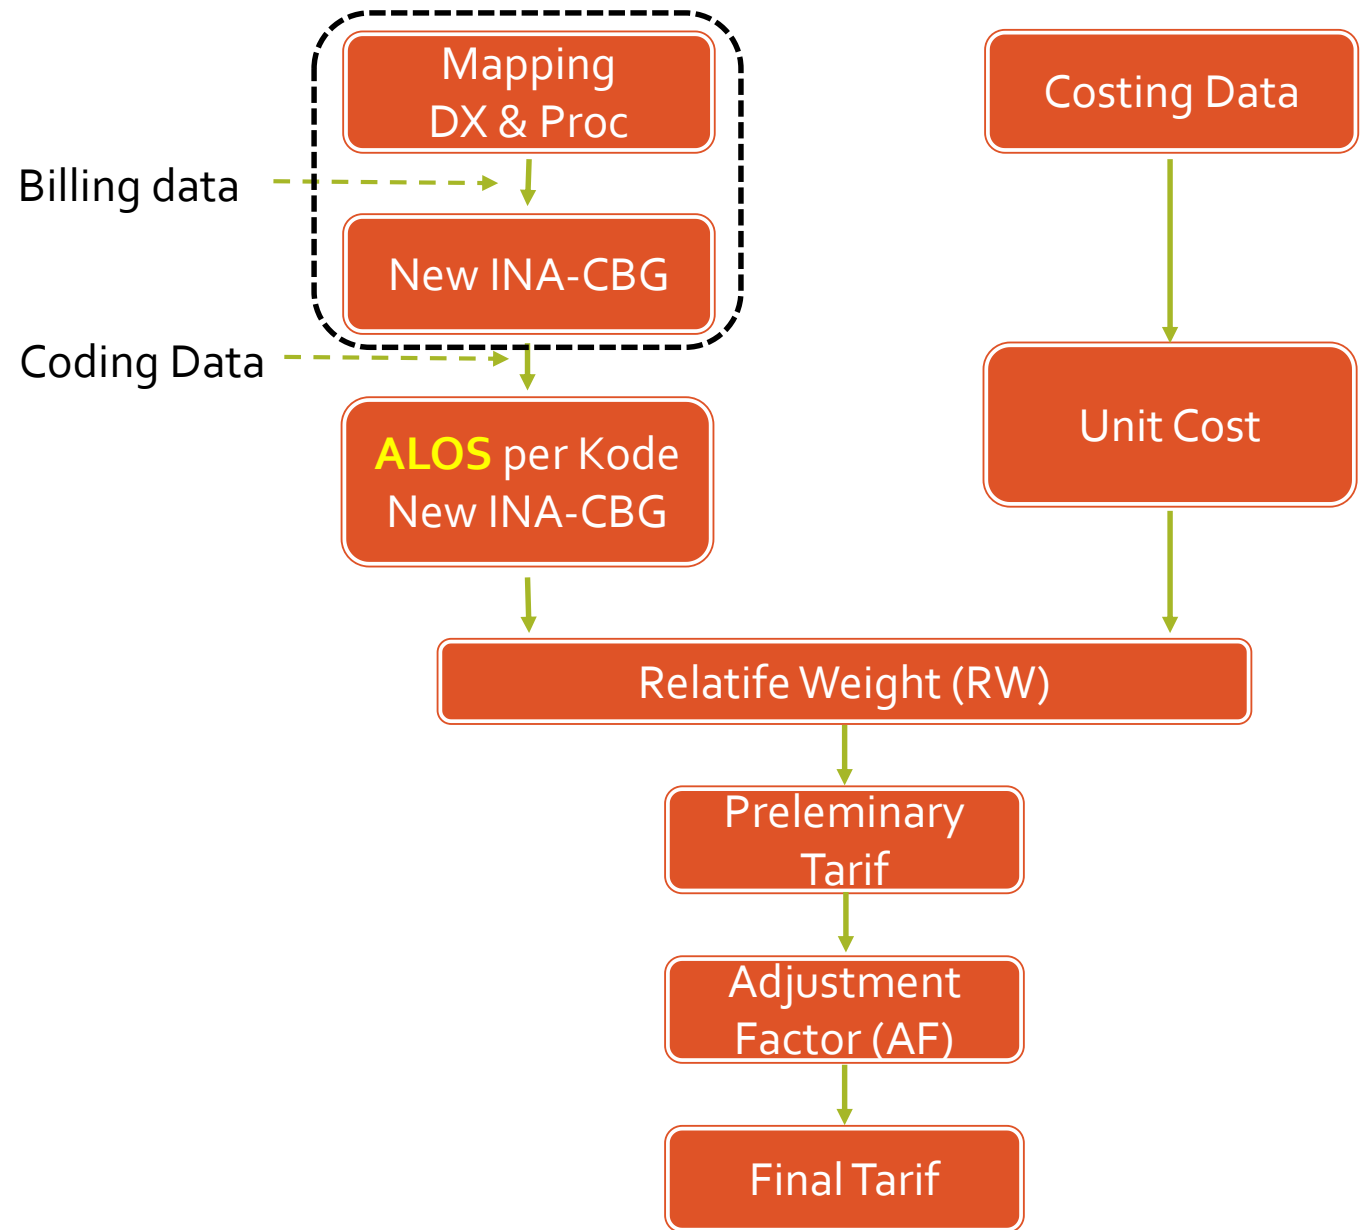 Mapping
DX & Proc
Costing Data
Billing data
New INA-CBG
Coding Data
ALOS per Kode
New INA-CBG
Unit Cost
Relatife Weight (RW)
Preleminary
Tarif
Adjustment
Factor (AF)
Final Tarif